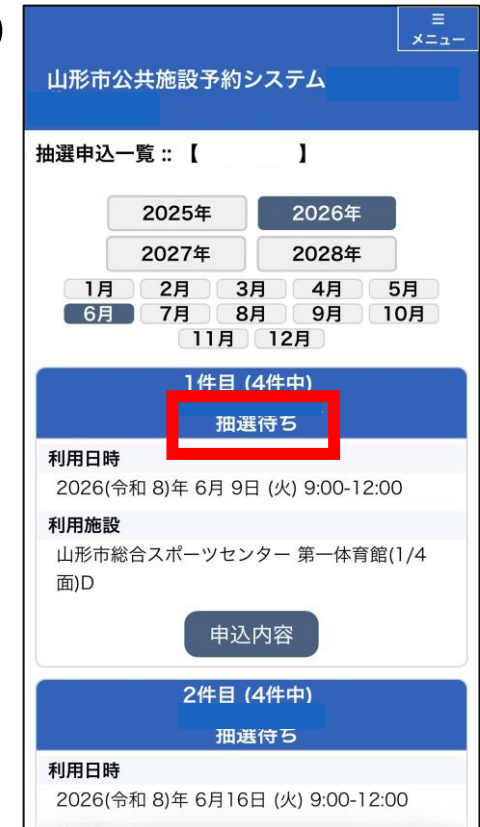 )
≡
メニュー
山形市公共施設予約システム
抽選申込一覧 :: 【 】
2025年 2026年
2027年 2028年
1月 2月 3月 4月 5月
6月 7月 8月 9月 10月
11月 12月
1件目 (4件中)
抽選待ち
利用日時
2026(令和 8)年 6月 9日 (火) 9:00-12:00
利用施設
山形市総合スポーツセンター 第一体育館(1/4
面)D
申込内容
2件目 (4件中)
抽選待ち
利用日時
2026(令和 8)年 6月16日 (火) 9:00-12:00